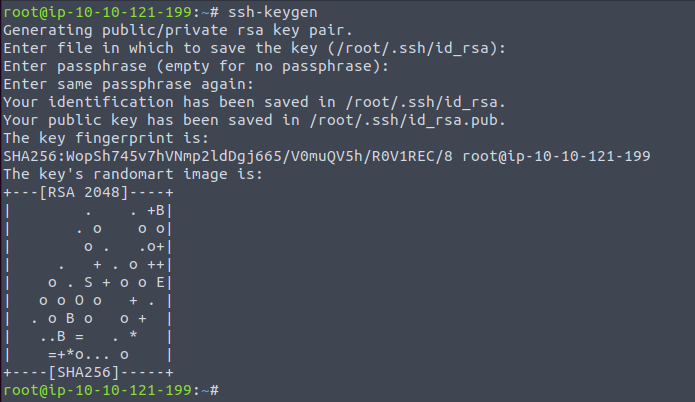 root@ip-10-10-121-199:~# ssh-keygen
Generating public/private rsa key pair.
Enter file in which to save the key (/root/.ssh/id_rsa):
Enter passphrase (empty for no passphrase):
Enter same passphrase again:
Your identification has been saved in /root/.ssh/id_rsa.
Your public key has been saved in /root/.ssh/id_rsa.pub.
The key fingerprint is:
SHA256:WopSh745v7hVNmp2ldDgj665/V0muQV5h/R0V1REC/8 root@ip-10-10-121-199
The key's randomart image is:
+---[RSA 2048]----+
|        .    . +B|
|       . o    o o|
|        o .   .o+|
|     .   + . o ++|
|    o . S + o o E|
|   o o O o   + . |
|  . o B o   o +  |
|   ..B =   . *   |
|    =+*o... o    |
+----[SHA256]-----+
root@ip-10-10-121-199:~#